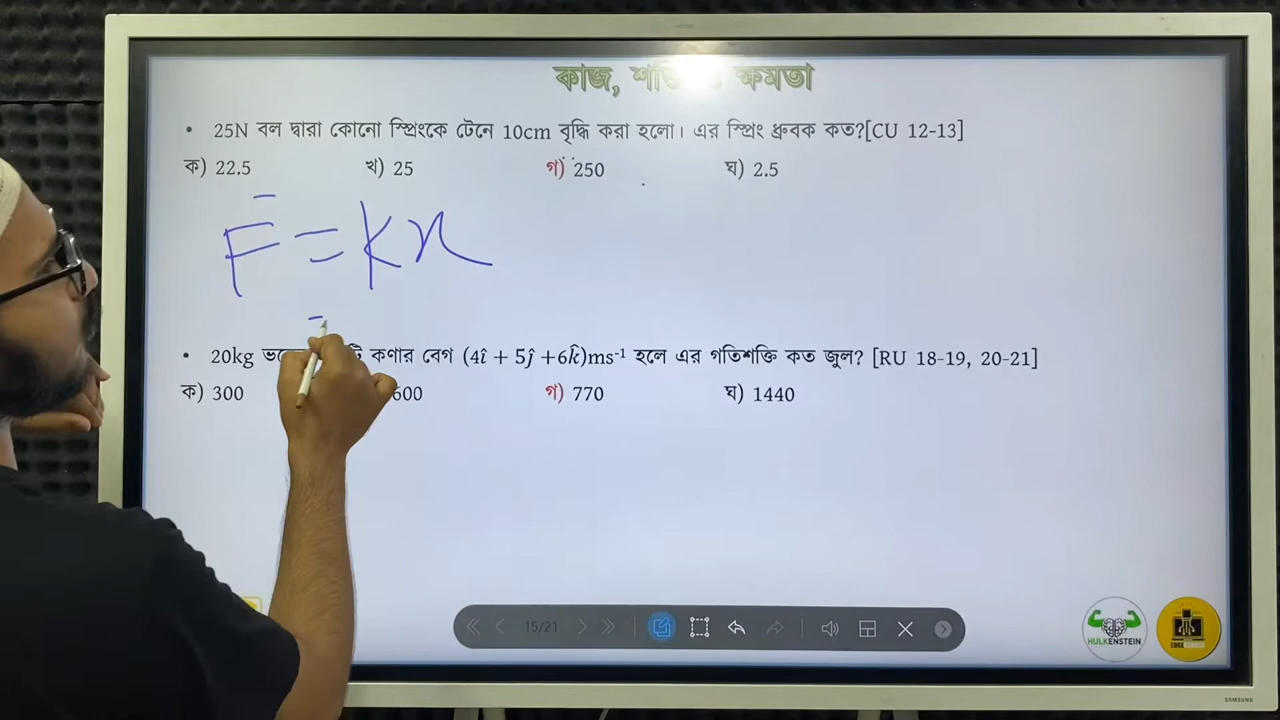 কাজ, শক্তি ও ক্ষমতা
• 25N বল দ্বারা কোনো স্প্রিংকে টেনে 10cm বৃদ্ধি করা হলো। এর স্প্রিং ধ্রুবক কত?[CU 12-13]
ক) 22.5 খ) 25 গ) 250 ঘ) 2.5
F = kx
• 20kg কণার বেগ (4î + 5ĵ +6k̂)ms⁻¹ হলে এর গতিশক্তি কত জুল? [RU 18-19, 20-21]
ক) 300 600 গ) 770 ঘ) 1440
15/21
HULKENSTEIN
SAMSUNG